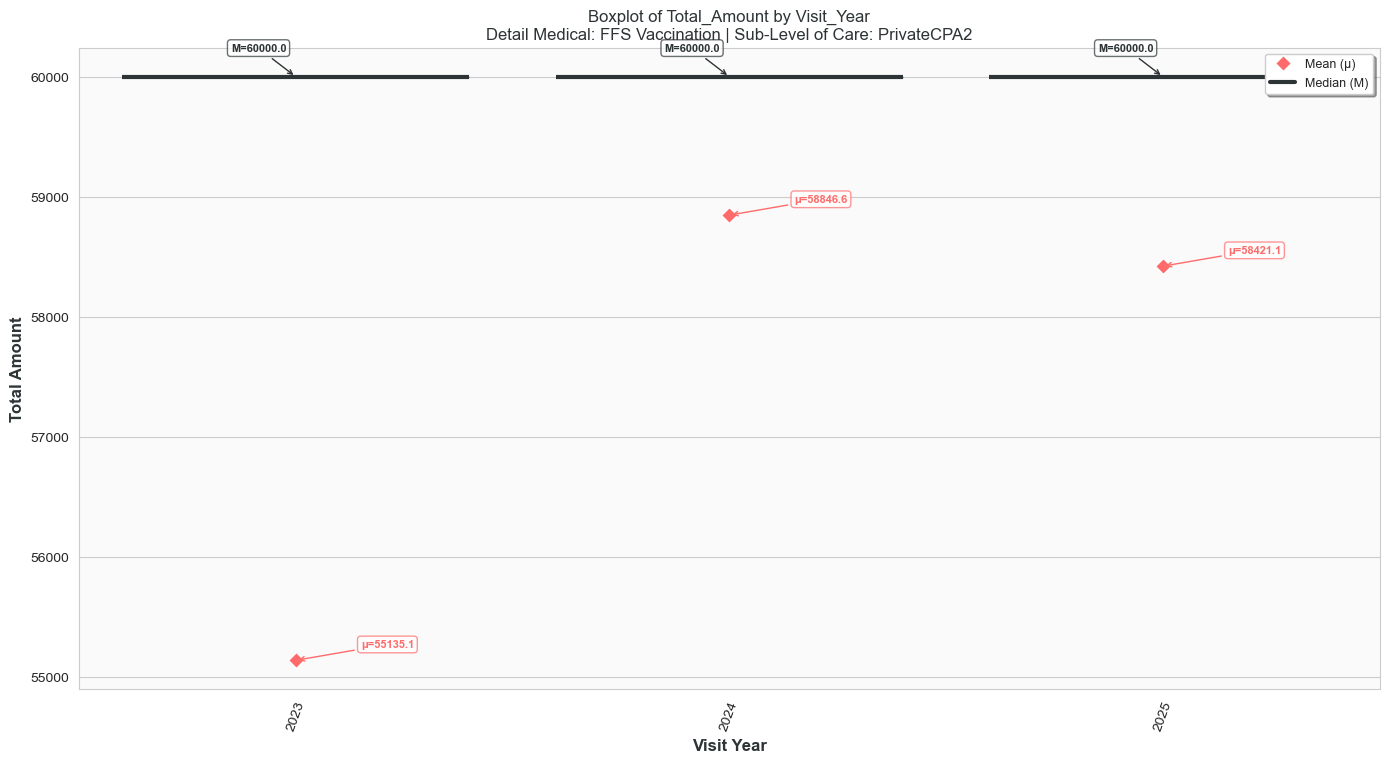 Boxplot of Total_Amount by Visit_Year
Detail Medical: FFS Vaccination | Sub-Level of Care: PrivateCPA2
M=60000.0
M=60000.0
M=60000.0
Mean (μ)
Median (M)
60000
59000
58000
57000
56000
55000
μ=58846.6
μ=58421.1
μ=55135.1
Total Amount
2023
2024
2025
Visit Year